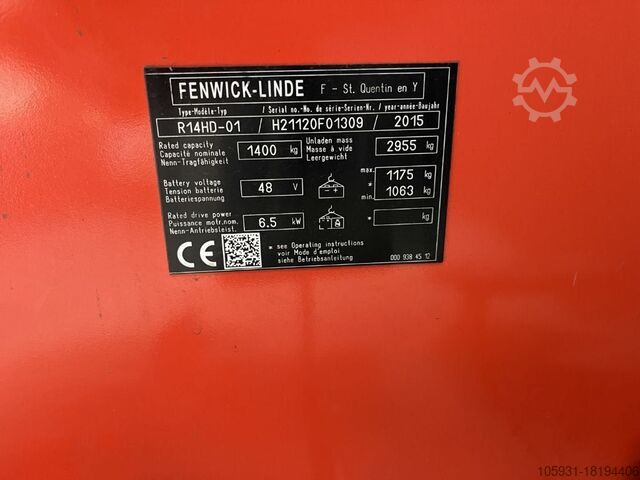 FENWICK-LINDE F - St. Quentin en Y
Type-Modèle-Typ / Serial no.-No. de série-Serien-Nr. / year-année-Baujahr
R14HD-01 / H21120F01309 / 2015
Rated capacity
Capacité nominale
Nenn-Tragfähigkeit
1400 kg
Unladen mass
Masse à vide
Leergewicht
2955 kg
Battery voltage
Tension batterie
Batteriespannung
48 V
- +
max. 1175 kg
*
min. 1063
Rated drive power
Puissance motr.nom.
Nenn-Antriebsleist.
6.5 kW
* kg
CE
* see Operating instructions
voir Mode d'emploi
siehe Betriebsanleitung
000 938 45 12
105931-18194406